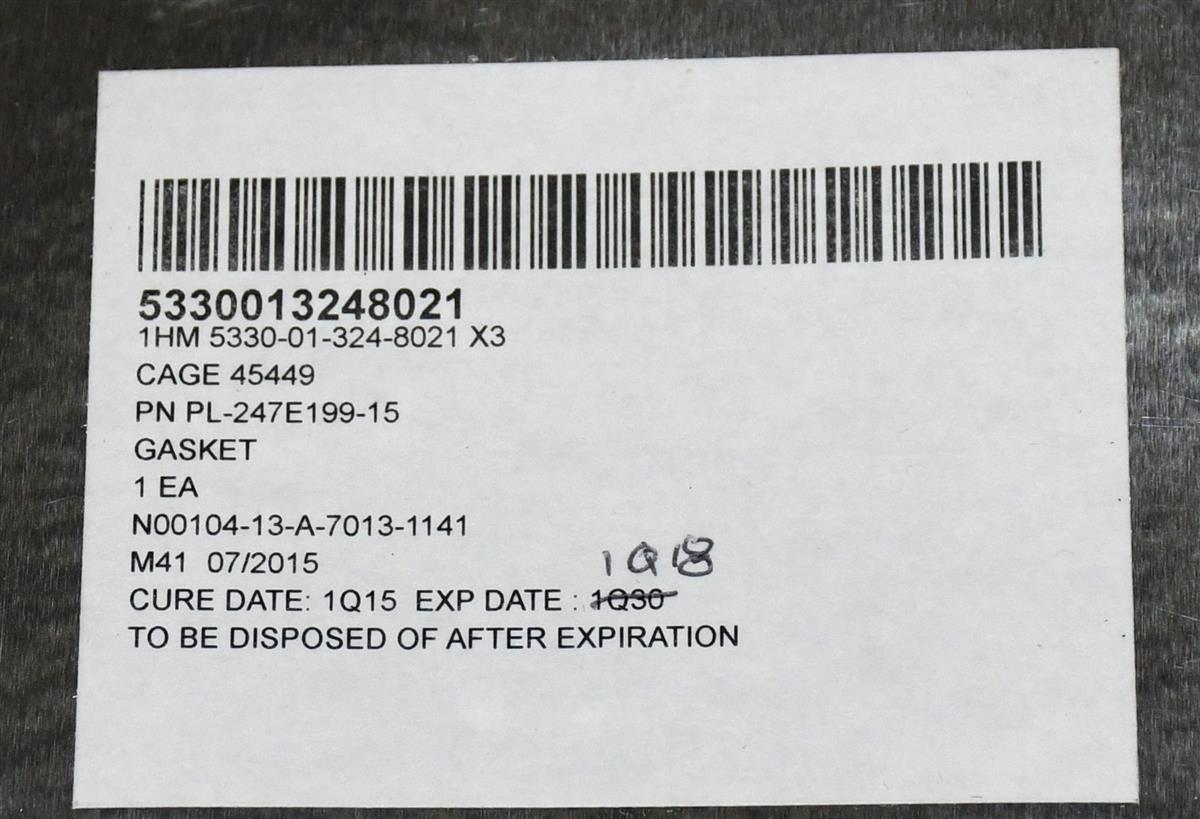 5330013248021
1HM 5330-01-324-8021 X3
CAGE 45449
PN PL-247E199-15
GASKET
1 EA
N00104-13-A-7013-1141
M41 07/2015
1Q18
CURE DATE: 1Q15 EXP DATE : 1Q30
TO BE DISPOSED OF AFTER EXPIRATION